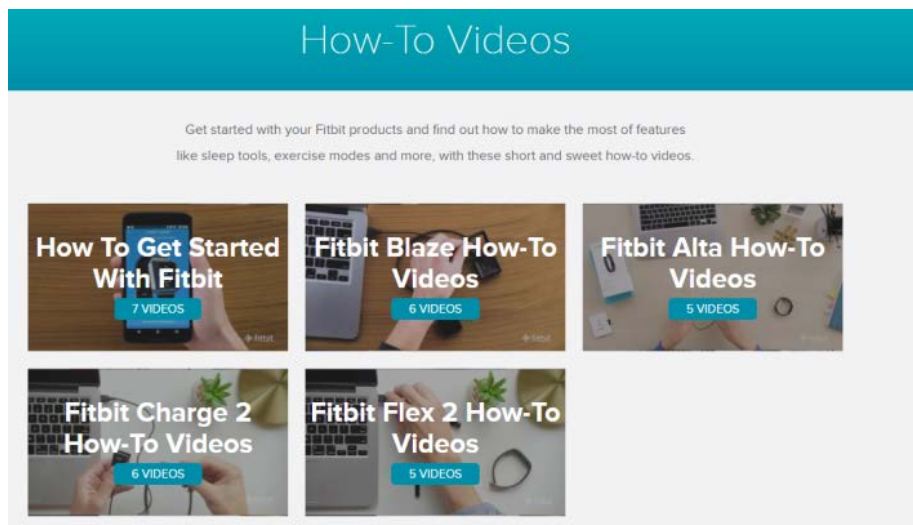 How-To Videos
Get started with your Fitbit products and find out how to make the most of features
like sleep tools, exercise modes and more, with these short and sweet how-to videos.
How To Get Started
With Fitbit
7 VIDEOS
fitbit
Fitbit Blaze How-To
Videos
6 VIDEOS
fitbit
Fitbit Alta How-To
Videos
5 VIDEOS
Fitbit Charge 2
How-To Videos
6 VIDEOS
Fitbit Flex 2 How-To
Videos
5 VIDEOS